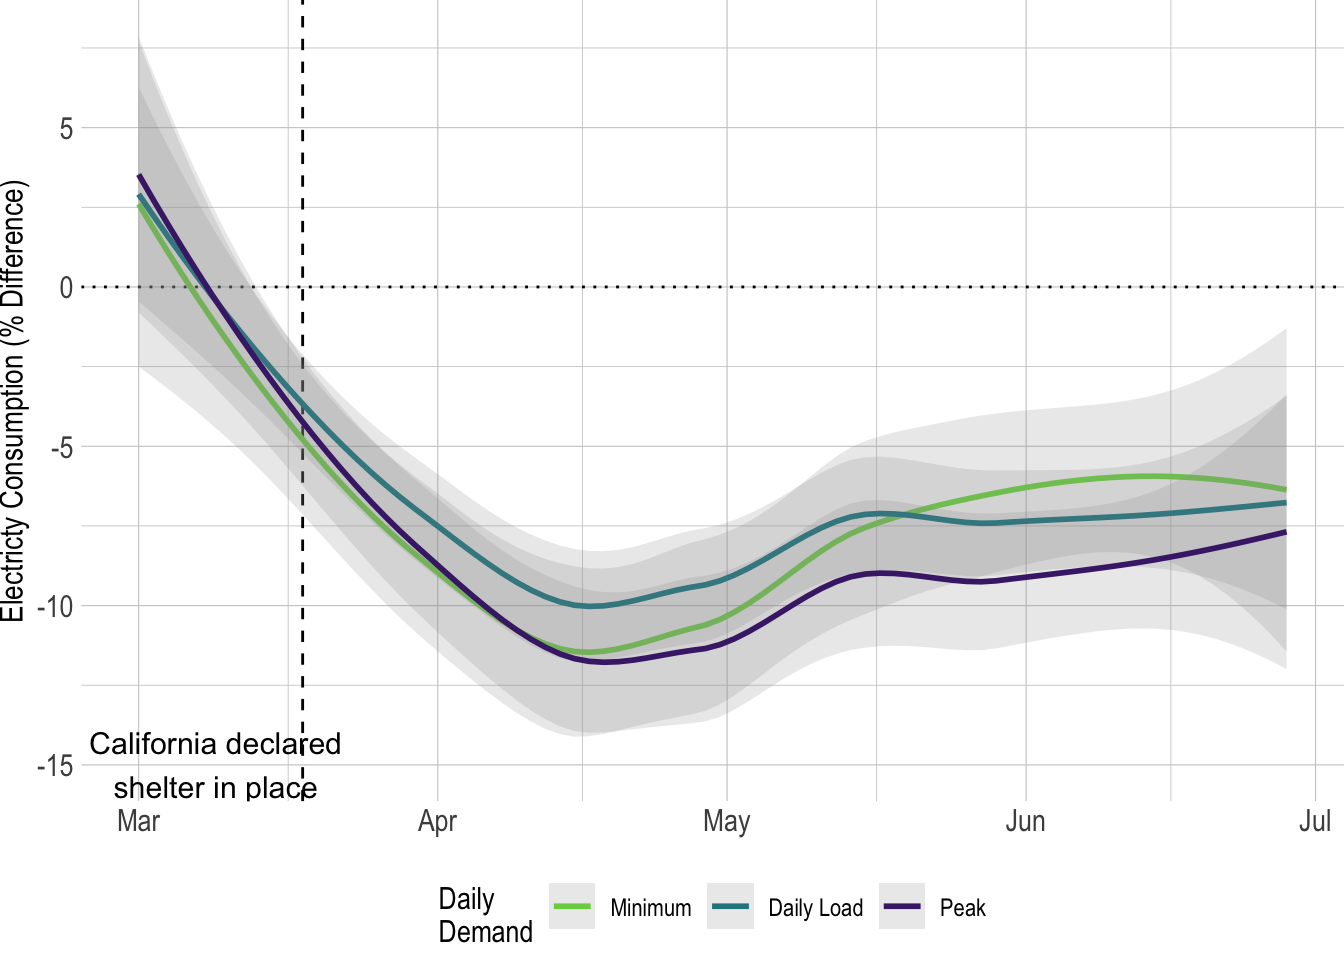 Electricty Consumption (% Difference)
5
0
-5
-10
-15
California declared
shelter in place
Mar Apr May Jun Jul
Daily
Demand
Minimum Daily Load Peak